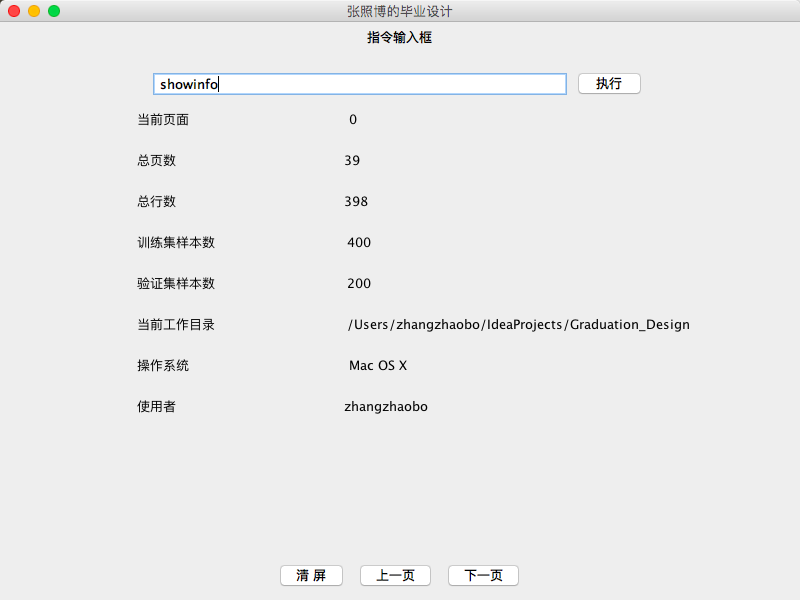 张照博的毕业设计
指令输入框
showinfo 执行
当前页面 0
总页数 39
总行数 398
训练集样本数 400
验证集样本数 200
当前工作目录 /Users/zhangzhaobo/IdeaProjects/Graduation_Design
操作系统 Mac OS X
使用者 zhangzhaobo
清 屏 上一页 下一页